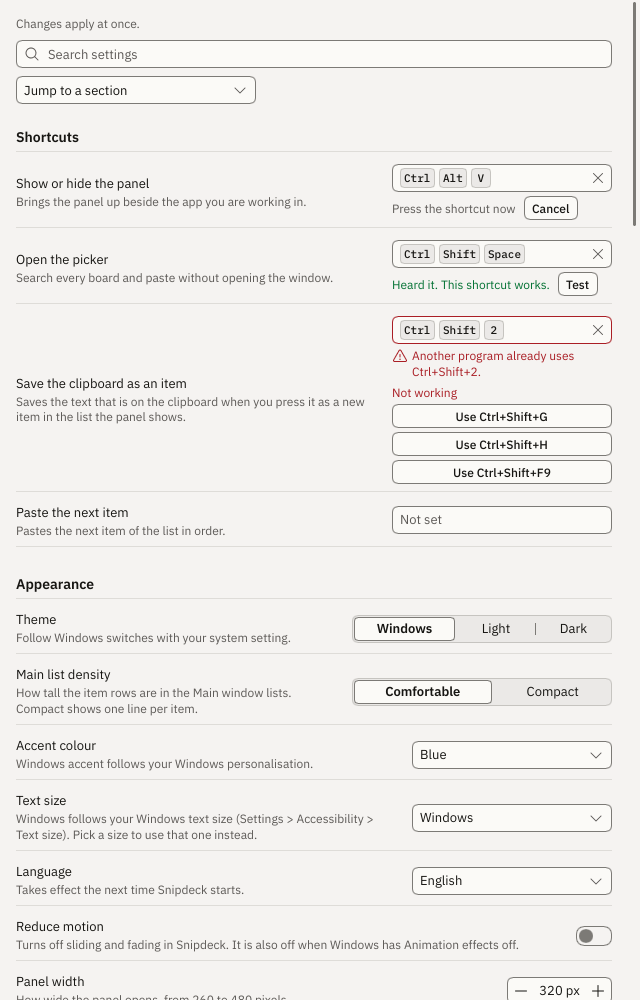 Changes apply at once.
Search settings
Jump to a section
Shortcuts
Show or hide the panel
Brings the panel up beside the app you are working in.
Ctrl Alt V
Press the shortcut now
Cancel
Open the picker
Search every board and paste without opening the window.
Ctrl Shift Space
Heard it. This shortcut works.
Test
Save the clipboard as an item
Saves the text that is on the clipboard when you press it as a new
item in the list the panel shows.
Ctrl Shift 2
Another program already uses
Ctrl+Shift+2.
Not working
Use Ctrl+Shift+G
Use Ctrl+Shift+H
Use Ctrl+Shift+F9
Paste the next item
Pastes the next item of the list in order.
Not set
Appearance
Theme
Follow Windows switches with your system setting.
Windows
Light
Dark
Main list density
How tall the item rows are in the Main window lists.
Compact shows one line per item.
Comfortable
Compact
Accent colour
Windows accent follows your Windows personalisation.
Blue
Text size
Windows follows your Windows text size (Settings > Accessibility >
Text size). Pick a size to use that one instead.
Windows
Language
Takes effect the next time Snipdeck starts.
English
Reduce motion
Turns off sliding and fading in Snipdeck. It is also off when Windows has Animation effects off.
Panel width
How wide the panel opens, from 260 to 480 pixels.
320 px